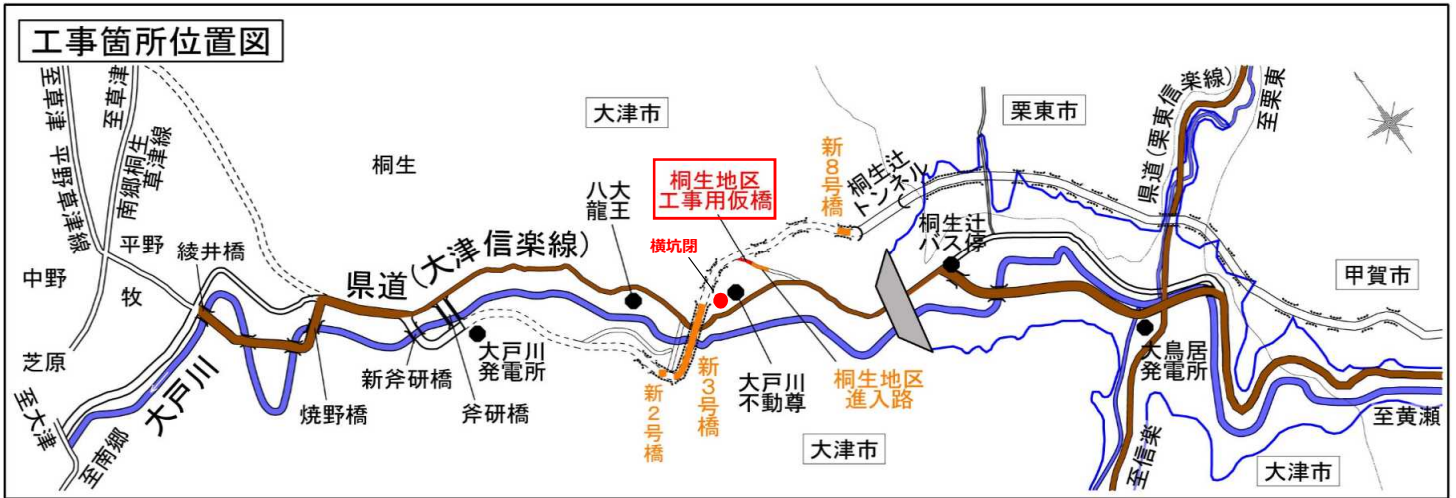 工事箇所位置図
至草津
平野草津線
至草津
南郷桐生
草津線
桐生
大津市
栗東市
県道(栗東信楽線)
至栗東
新8号橋
桐生辻
トンネル
桐生地区
工事用仮橋
八大
龍王
横坑閉
桐生辻
バス停
甲賀市
中野
平野
牧
綾井橋
県道(大津信楽線)
芝原
至大津
至南郷
大戸川
焼野橋
新斧研橋
斧研橋
大戸川
発電所
新2号橋
新3号橋
大戸川
不動尊
桐生地区
進入路
大鳥居
発電所
至黄瀬
大津市
至信楽
大津市